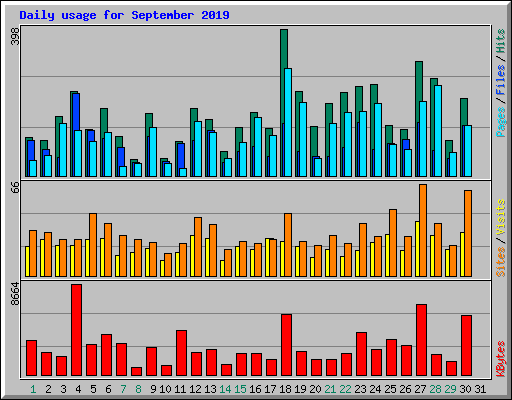 Daily usage for September 2019
398
Pages / Files / Hits
66
Sites / Visits
8664
KBytes
1 2 3 4 5 6 7 8 9 10 11 12 13 14 15 16 17 18 19 20 21 22 23 24 25 26 27 28 29 30 31